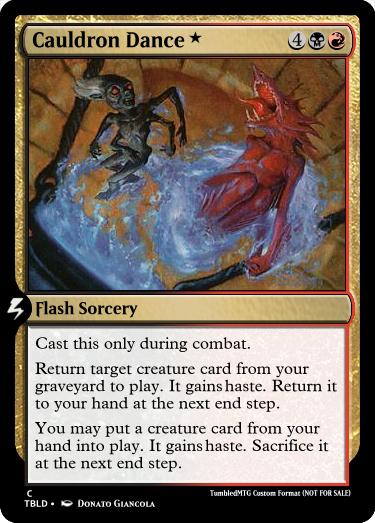 Cauldron Dance ★ 4
Flash Sorcery
Cast this only during combat.
Return target creature card from your
graveyard to play. It gains haste. Return it
to your hand at the next end step.
You may put a creature card from your
hand into play. It gains haste. Sacrifice it
at the next end step.
C
TBLD • Donato Giancola
TumbledMTG Custom Format (NOT FOR SALE)